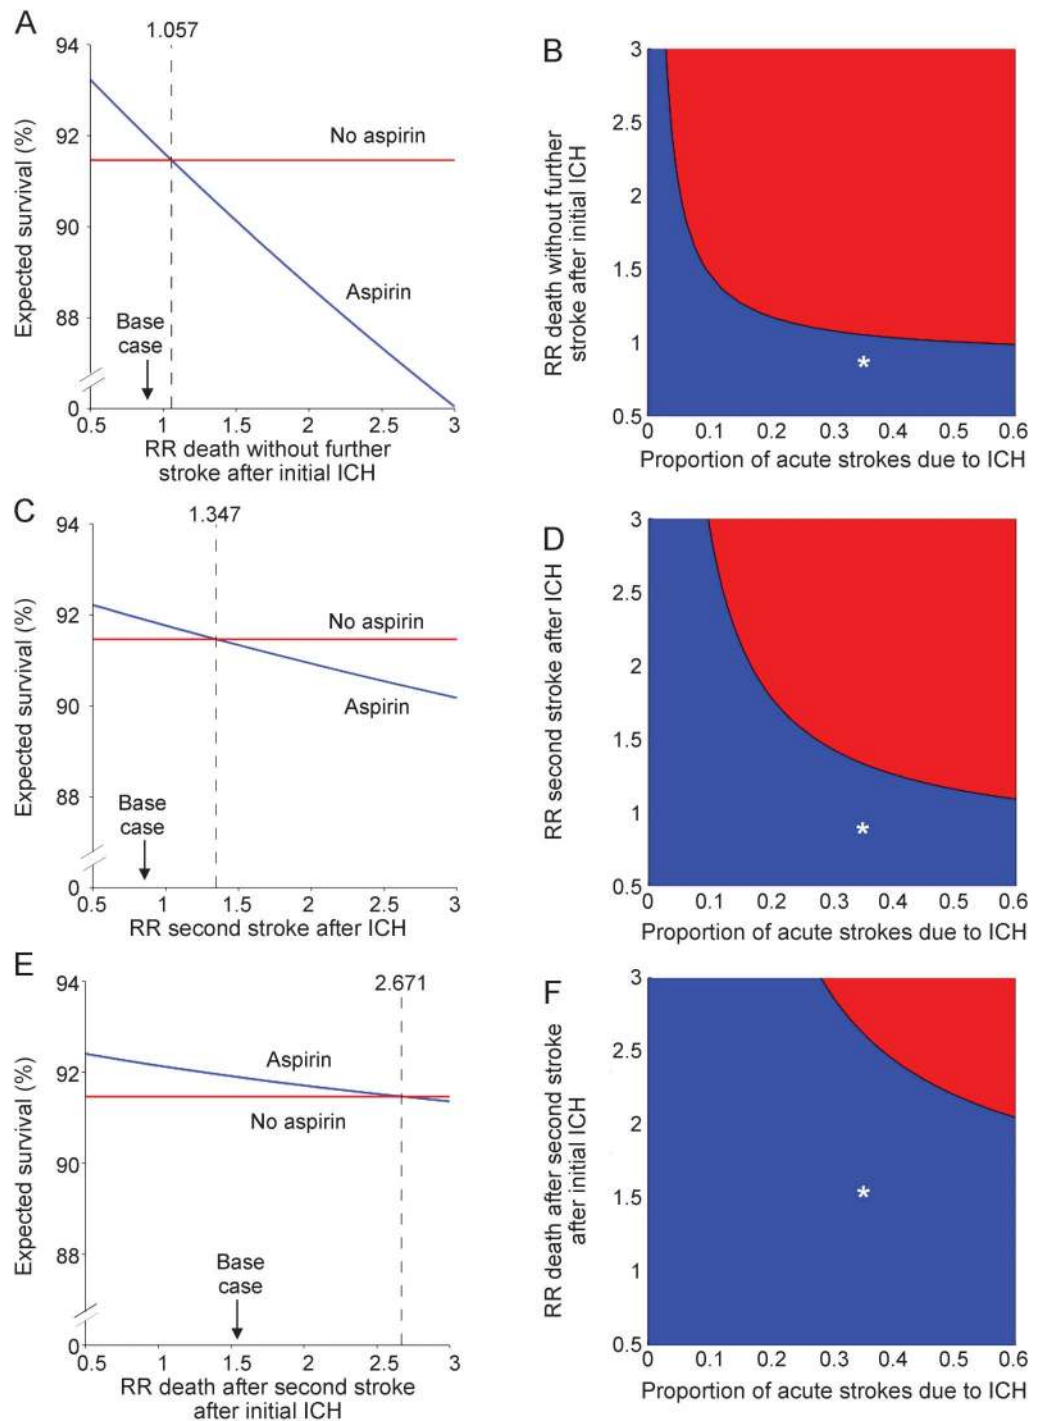 A
1.057
94
92
90
88
0
Expected survival (%)
No aspirin
Aspirin
Base
case
0.5 1 1.5 2 2.5 3
RR death without further
stroke after initial ICH
B
3
2.5
2
1.5
1
0.5
RR death without further
stroke after initial ICH
*
0 0.1 0.2 0.3 0.4 0.5 0.6
Proportion of acute strokes due to ICH
C
1.347
94
92
90
88
0
Expected survival (%)
No aspirin
Aspirin
Base
case
0.5 1 1.5 2 2.5 3
RR second stroke after ICH
D
3
2.5
2
1.5
1
0.5
RR second stroke after ICH
*
0 0.1 0.2 0.3 0.4 0.5 0.6
Proportion of acute strokes due to ICH
E
2.671
94
92
90
88
0
Expected survival (%)
Aspirin
No aspirin
Base
case
0.5 1 1.5 2 2.5 3
RR death after second stroke
after initial ICH
F
3
2.5
2
1.5
1
0.5
RR death after second stroke
after initial ICH
*
0 0.1 0.2 0.3 0.4 0.5 0.6
Proportion of acute strokes due to ICH